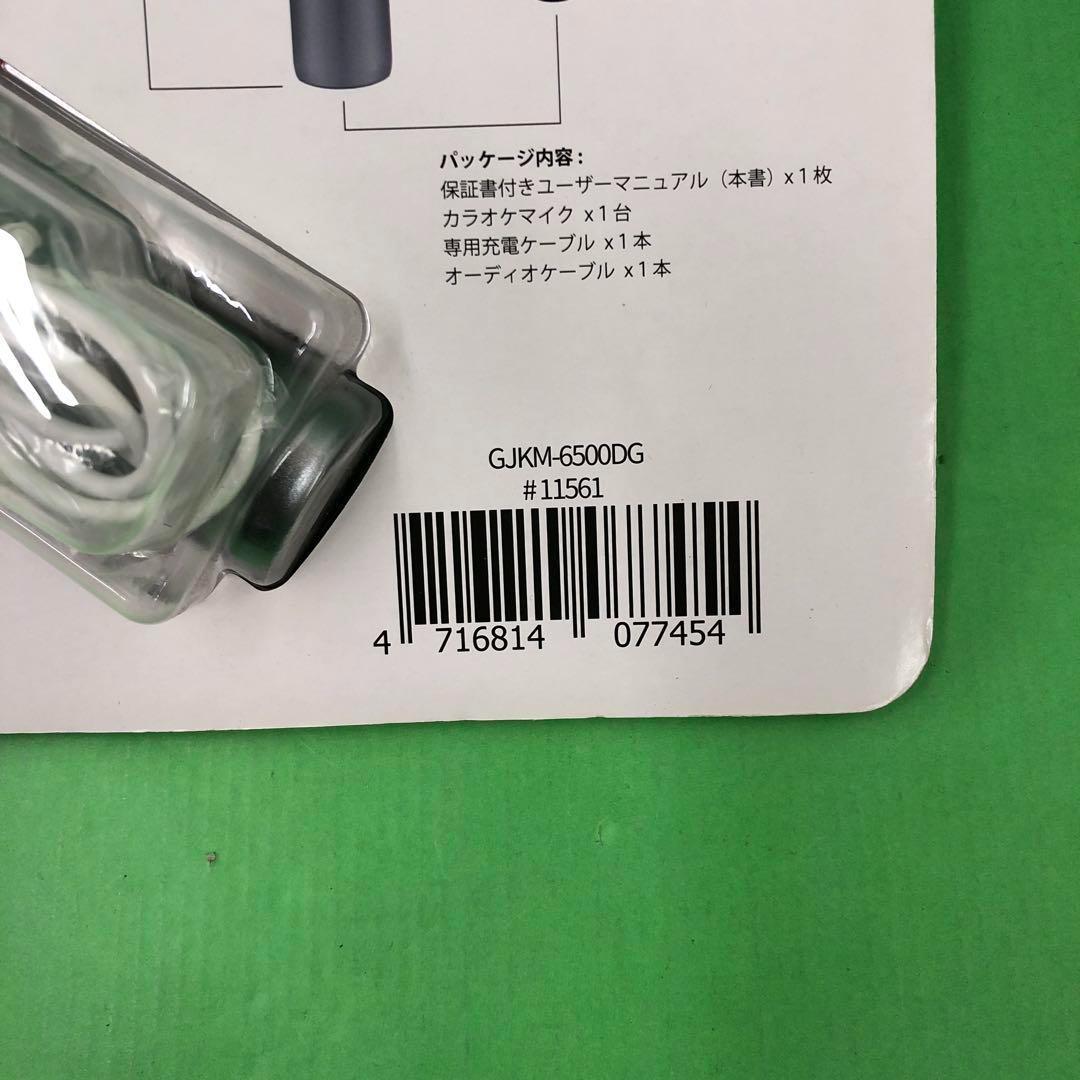 パッケージ内容:
保証書付きユーザーマニュアル（本書）x1枚
カラオケマイク x1台
専用充電ケーブル x1本
オーディオケーブル x1本
GJKM-6500DG
#11561
4 716814 077454